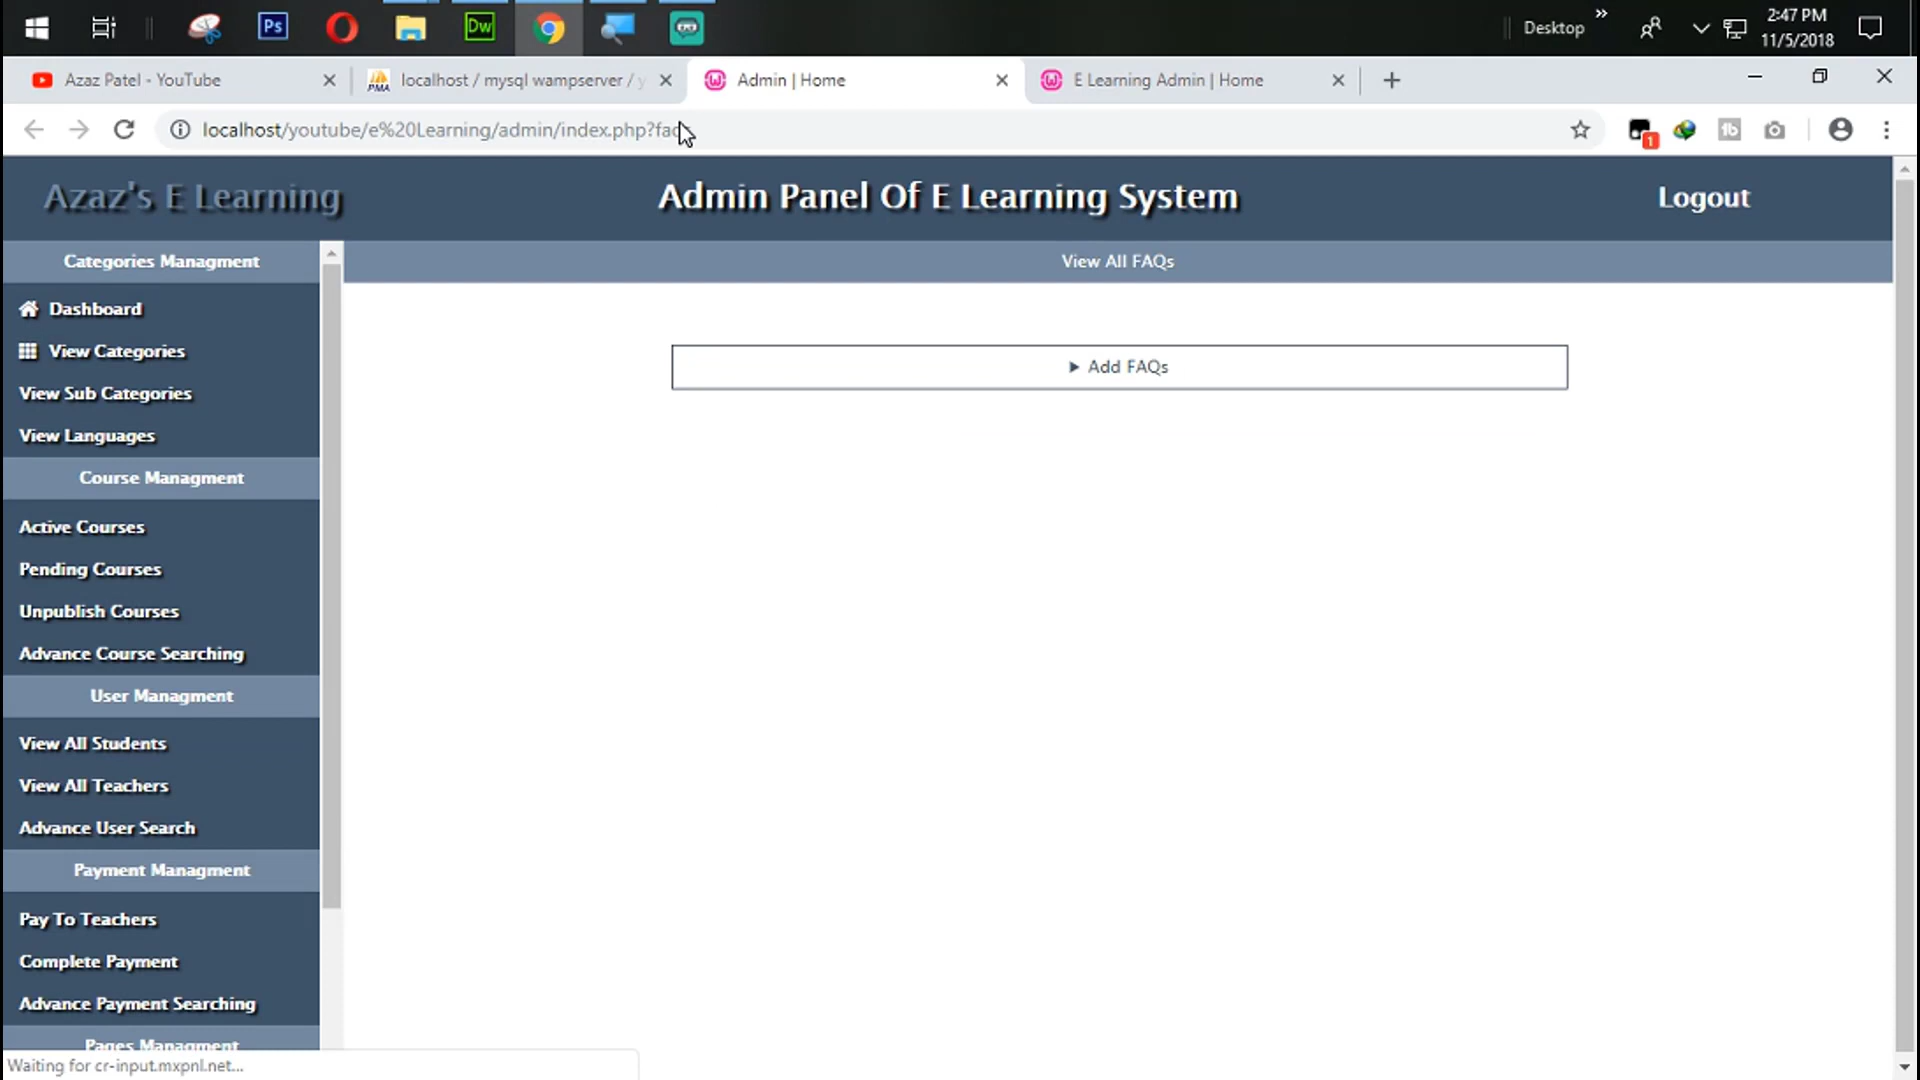 Ps
Dw
Desktop
»
2:47 PM
11/5/2018
Azaz Patel - YouTube
PMA
localhost / mysql wampserver / y
Admin | Home
E Learning Admin | Home
localhost/youtube/e%20Learning/admin/index.php?faq
1
Azaz's E Learning
Admin Panel Of E Learning System
Logout
Categories Managment
View All FAQs
Dashboard
View Categories
► Add FAQs
View Sub Categories
View Languages
Course Managment
Active Courses
Pending Courses
Unpublish Courses
Advance Course Searching
User Managment
View All Students
View All Teachers
Advance User Search
Payment Managment
Pay To Teachers
Complete Payment
Advance Payment Searching
Pages Managment
Waiting for cr-input.mxpnl.net...